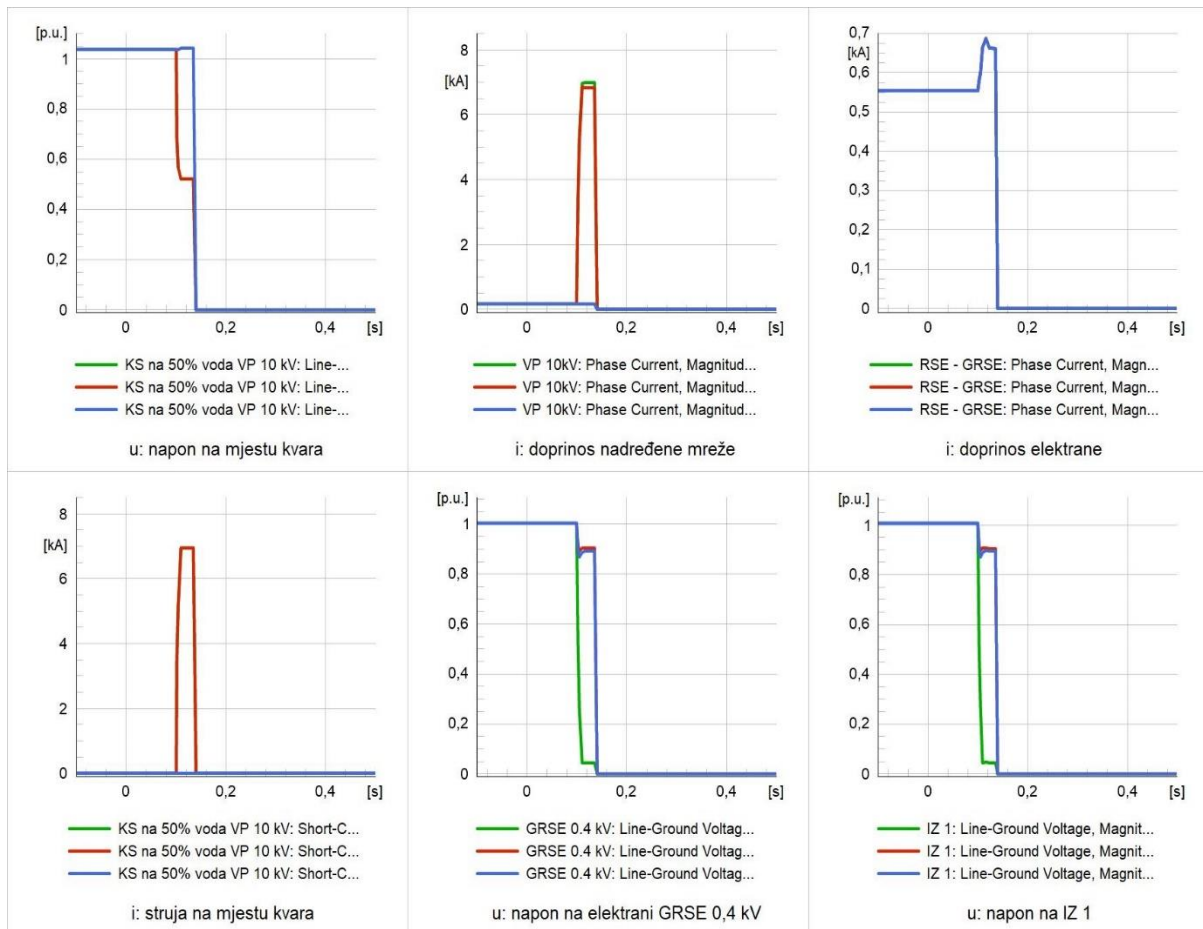 [p.u.]
1
0,8
0,6
0,4
0,2
0
0
0,2
0,4
[s]
KS na 50% voda VP 10 kV: Line-...
KS na 50% voda VP 10 kV: Line-...
KS na 50% voda VP 10 kV: Line-...
u: napon na mjestu kvara
8
[kA]
6
4
2
0
0
0,2
0,4
[s]
VP 10kV: Phase Current, Magnitud...
VP 10kV: Phase Current, Magnitud...
VP 10kV: Phase Current, Magnitud...
i: doprinos nadređene mreže
0,7
[kA]
0,6
0,5
0,4
0,3
0,2
0,1
0
0
0,2
0,4
[s]
RSE - GRSE: Phase Current, Magn...
RSE - GRSE: Phase Current, Magn...
RSE - GRSE: Phase Current, Magn...
i: doprinos elektrane
8
[kA]
6
4
2
0
0
0,2
0,4
[s]
KS na 50% voda VP 10 kV: Short-C...
KS na 50% voda VP 10 kV: Short-C...
KS na 50% voda VP 10 kV: Short-C...
i: struja na mjestu kvara
[p.u.]
1
0,8
0,6
0,4
0,2
0
0
0,2
0,4
[s]
GRSE 0.4 kV: Line-Ground Voltag...
GRSE 0.4 kV: Line-Ground Voltag...
GRSE 0.4 kV: Line-Ground Voltag...
u: napon na elektrani GRSE 0,4 kV
[p.u.]
1
0,8
0,6
0,4
0,2
0
0
0,2
0,4
[s]
IZ 1: Line-Ground Voltage, Magnit...
IZ 1: Line-Ground Voltage, Magnit...
IZ 1: Line-Ground Voltage, Magnit...
u: napon na IZ 1